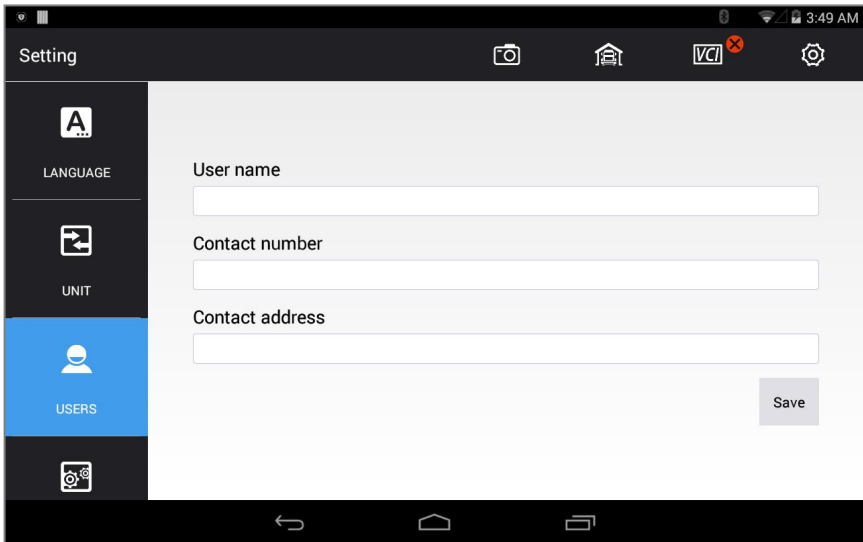 3:49 AM
Setting
VCI
A
LANGUAGE
UNIT
USERS
User name
Contact number
Contact address
Save